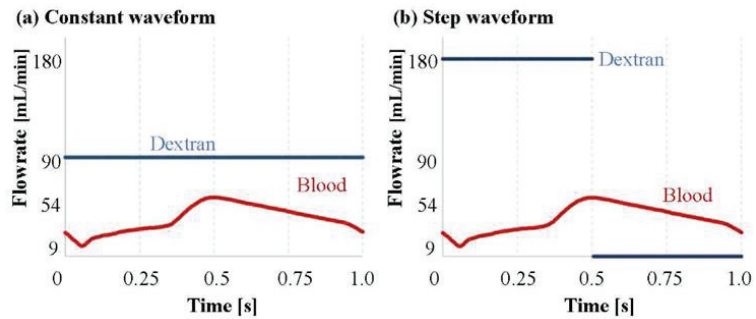 (a) Constant waveform
Flowrate [mL/min]
180
90
54
9
Dextran
Blood
0 0.25 0.5 0.75 1.0
Time [s]
(b) Step waveform
Flowrate [mL/min]
180
90
54
9
Dextran
Blood
0 0.25 0.5 0.75 1.0
Time [s]